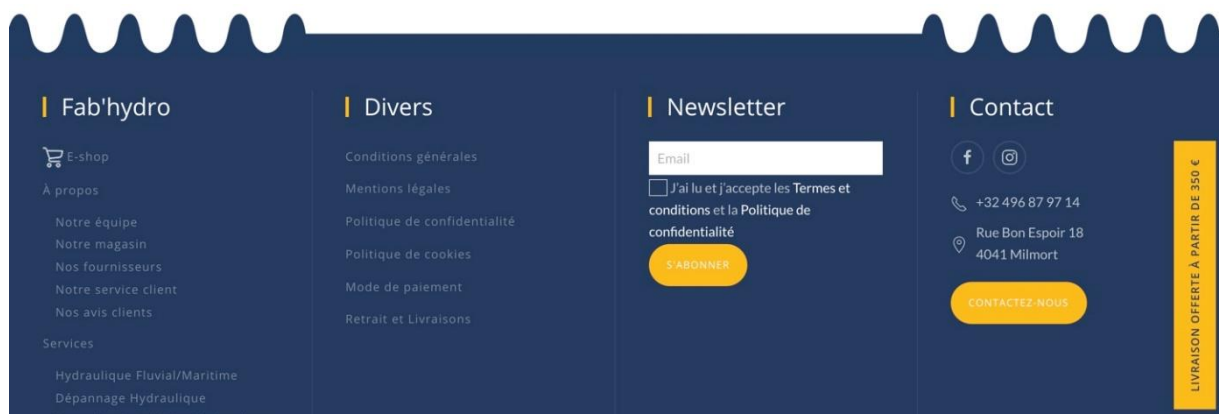 Fab'hydro
E-shop
À propos
Notre équipe
Notre magasin
Nos fournisseurs
Notre service client
Nos avis clients
Services
Hydraulique Fluvial/Maritime
Dépannage Hydraulique
Divers
Conditions générales
Mentions légales
Politique de confidentialité
Politique de cookies
Mode de paiement
Retrait et Livraisons
Newsletter
Email
J'ai lu et j'accepte les Termes et
conditions et la Politique de
confidentialité
S'ABONNER
Contact
+32 496 87 97 14
Rue Bon Espoir 18
4041 Milmort
CONTACTEZ-NOUS
LIVRAISON OFFERTE À PARTIR DE 350 €